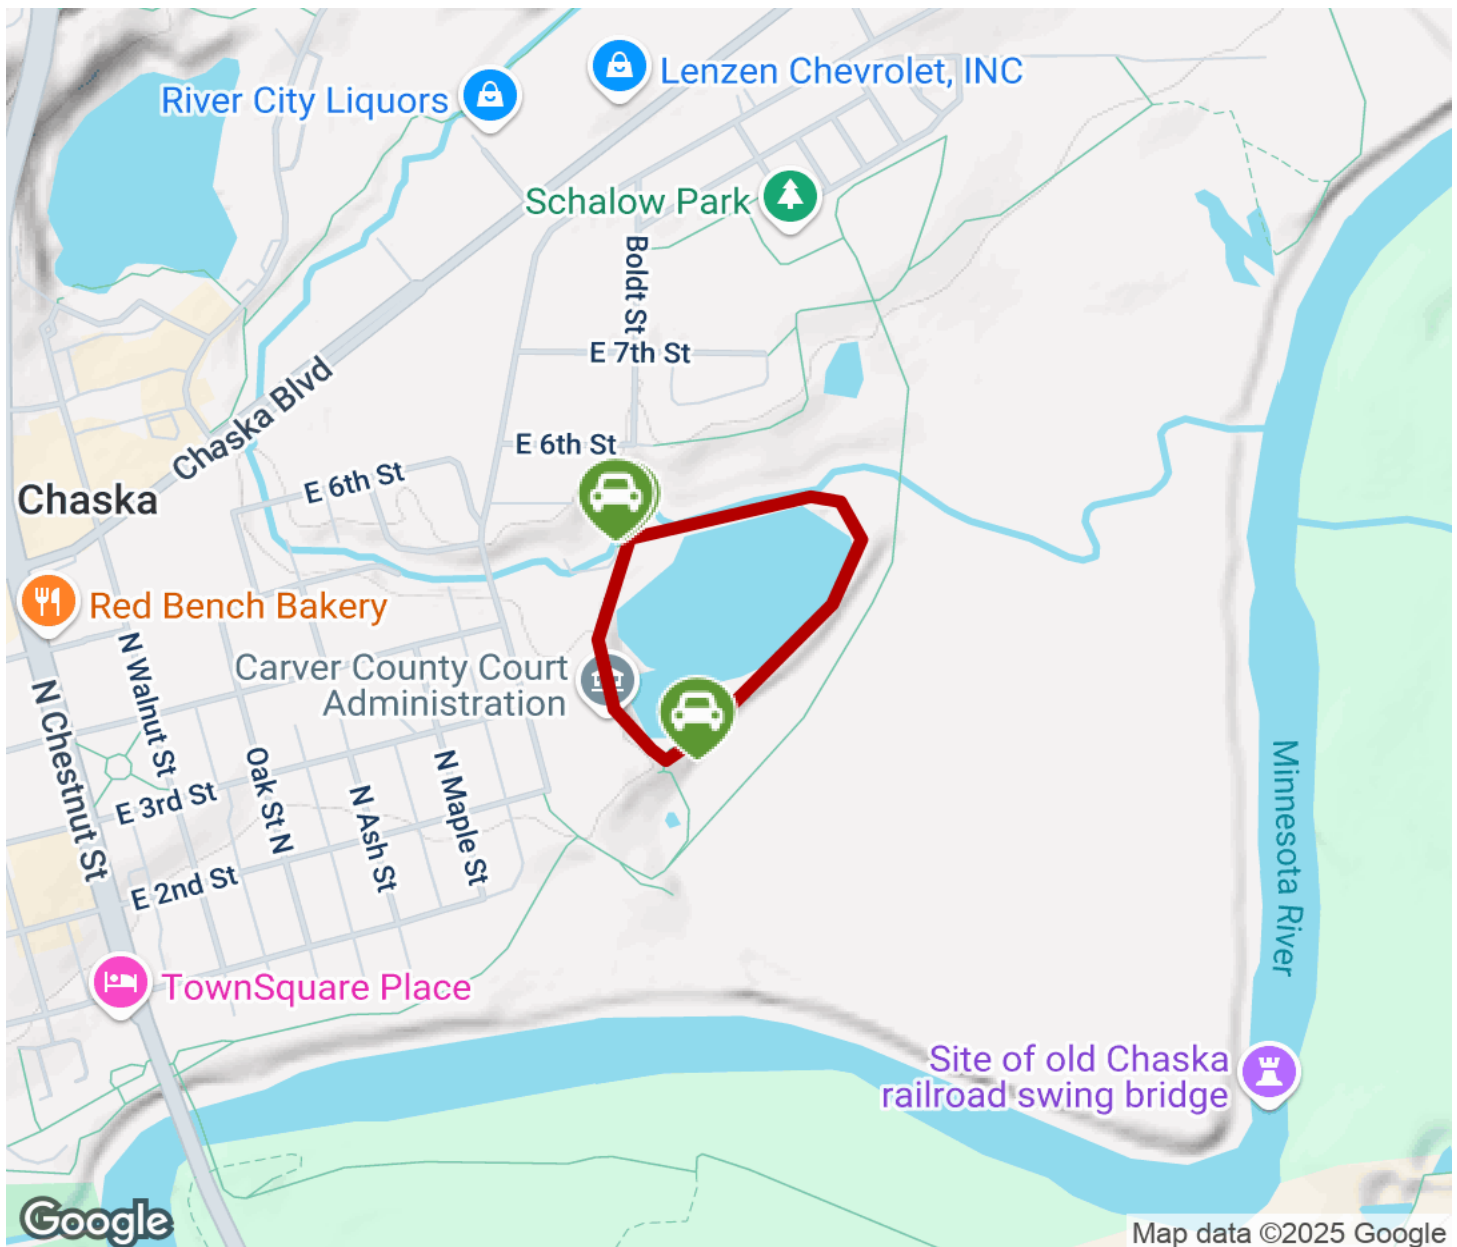 Lenzen Chevrolet, INC
River City Liquors
Schalow Park
Boldt St
E 7th St
Chaska Blvd
E 6th St
E 6th St
Chaska
Red Bench Bakery
N Walnut St
Carver County Court
Administration
N Chestnut St
Oak St N
N Maple St
E 3rd St
N Ash St
Minnesota River
E 2nd St
TownSquare Place
Site of old Chaska
railroad swing bridge
Google
Map data ©2025 Google